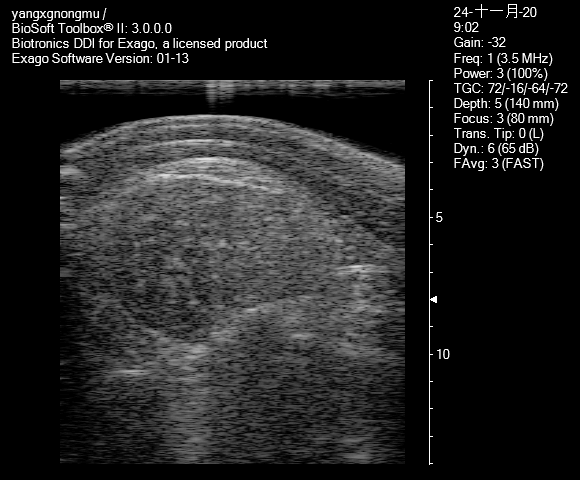 yangxgnongmu /
BioSoft Toolbox® II: 3.0.0.0
Biotronics DDI for Exago, a licensed product
Exago Software Version: 01-13
24-十一月-20
9:02
Gain: -32
Freq: 1 (3.5 MHz)
Power: 3 (100%)
TGC: 72/-16/-64/-72
Depth: 5 (140 mm)
Focus: 3 (80 mm)
Trans. Tip: 0 (L)
Dyn.: 6 (65 dB)
FAvg: 3 (FAST)
5
10